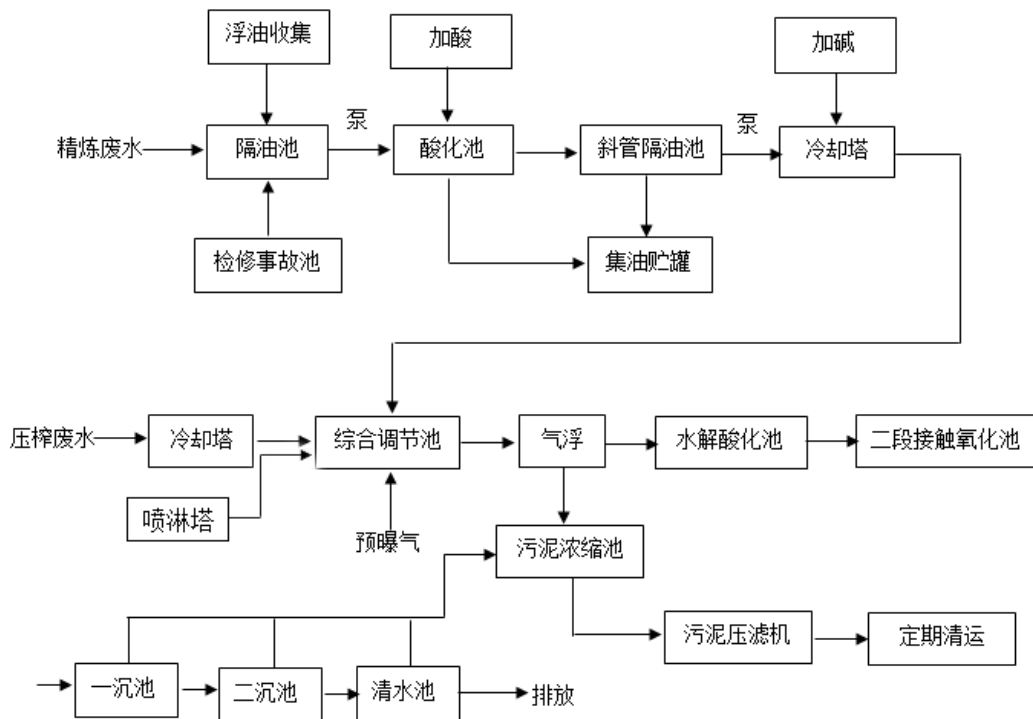 浮油收集
加酸
加碱
精炼废水
隔油池
泵
酸化池
斜管隔油池
泵
冷却塔
检修事故池
集油贮罐
压榨废水
冷却塔
综合调节池
气浮
水解酸化池
二段接触氧化池
喷淋塔
预曝气
污泥浓缩池
污泥压滤机
定期清运
一沉池
二沉池
清水池
排放